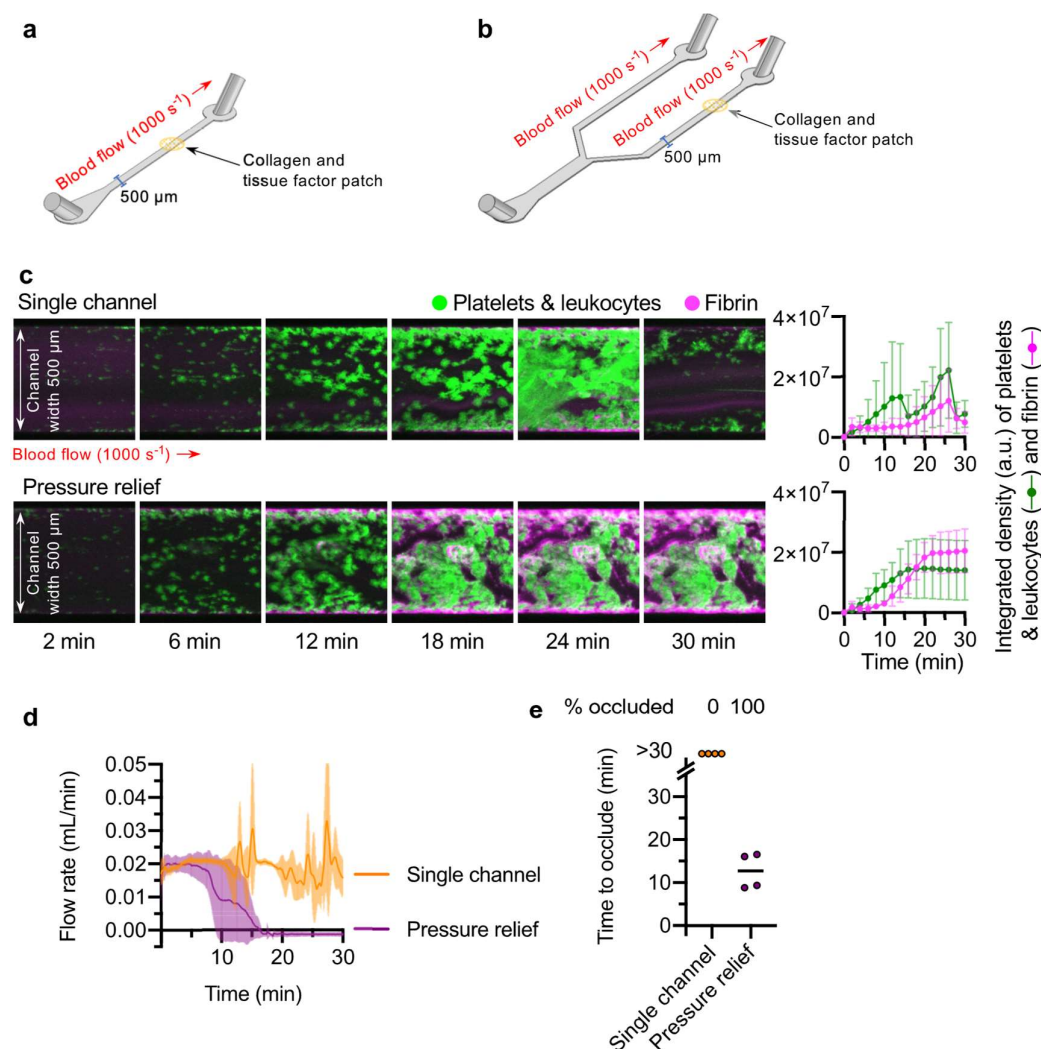 a
Blood flow (1000 s⁻¹) →
500 µm
Collagen and
tissue factor patch
b
Blood flow (1000 s⁻¹) →
Blood flow (1000 s⁻¹) →
500 µm
Collagen and
tissue factor patch
c
Single channel
Platelets & leukocytes
Fibrin
Channel
width 500 µm
Blood flow (1000 s⁻¹) →
Pressure relief
Channel
width 500 µm
2 min
6 min
12 min
18 min
24 min
30 min
4×10⁷
2×10⁷
0
0 10 20 30
4×10⁷
2×10⁷
0
0 10 20 30
Time (min)
Integrated density (a.u.) of platelets
& leukocytes ( ) and fibrin ( )
d
Flow rate (mL/min)
0.05
0.04
0.03
0.02
0.01
0.00
10 20 30
Time (min)
Single channel
Pressure relief
e
% occluded 0 100
Time to occlude (min)
>30
30
20
10
0
Single channel
Pressure relief